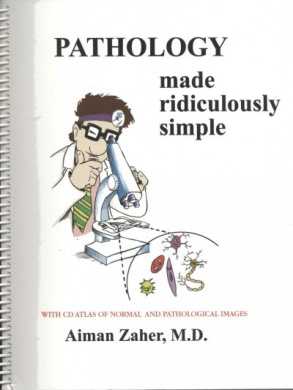 PATHOLOGY
made
ridiculously
simple
WITH CD ATLAS OF NORMAL AND PATHOLOGICAL IMAGES
Aiman Zaher, M.D.